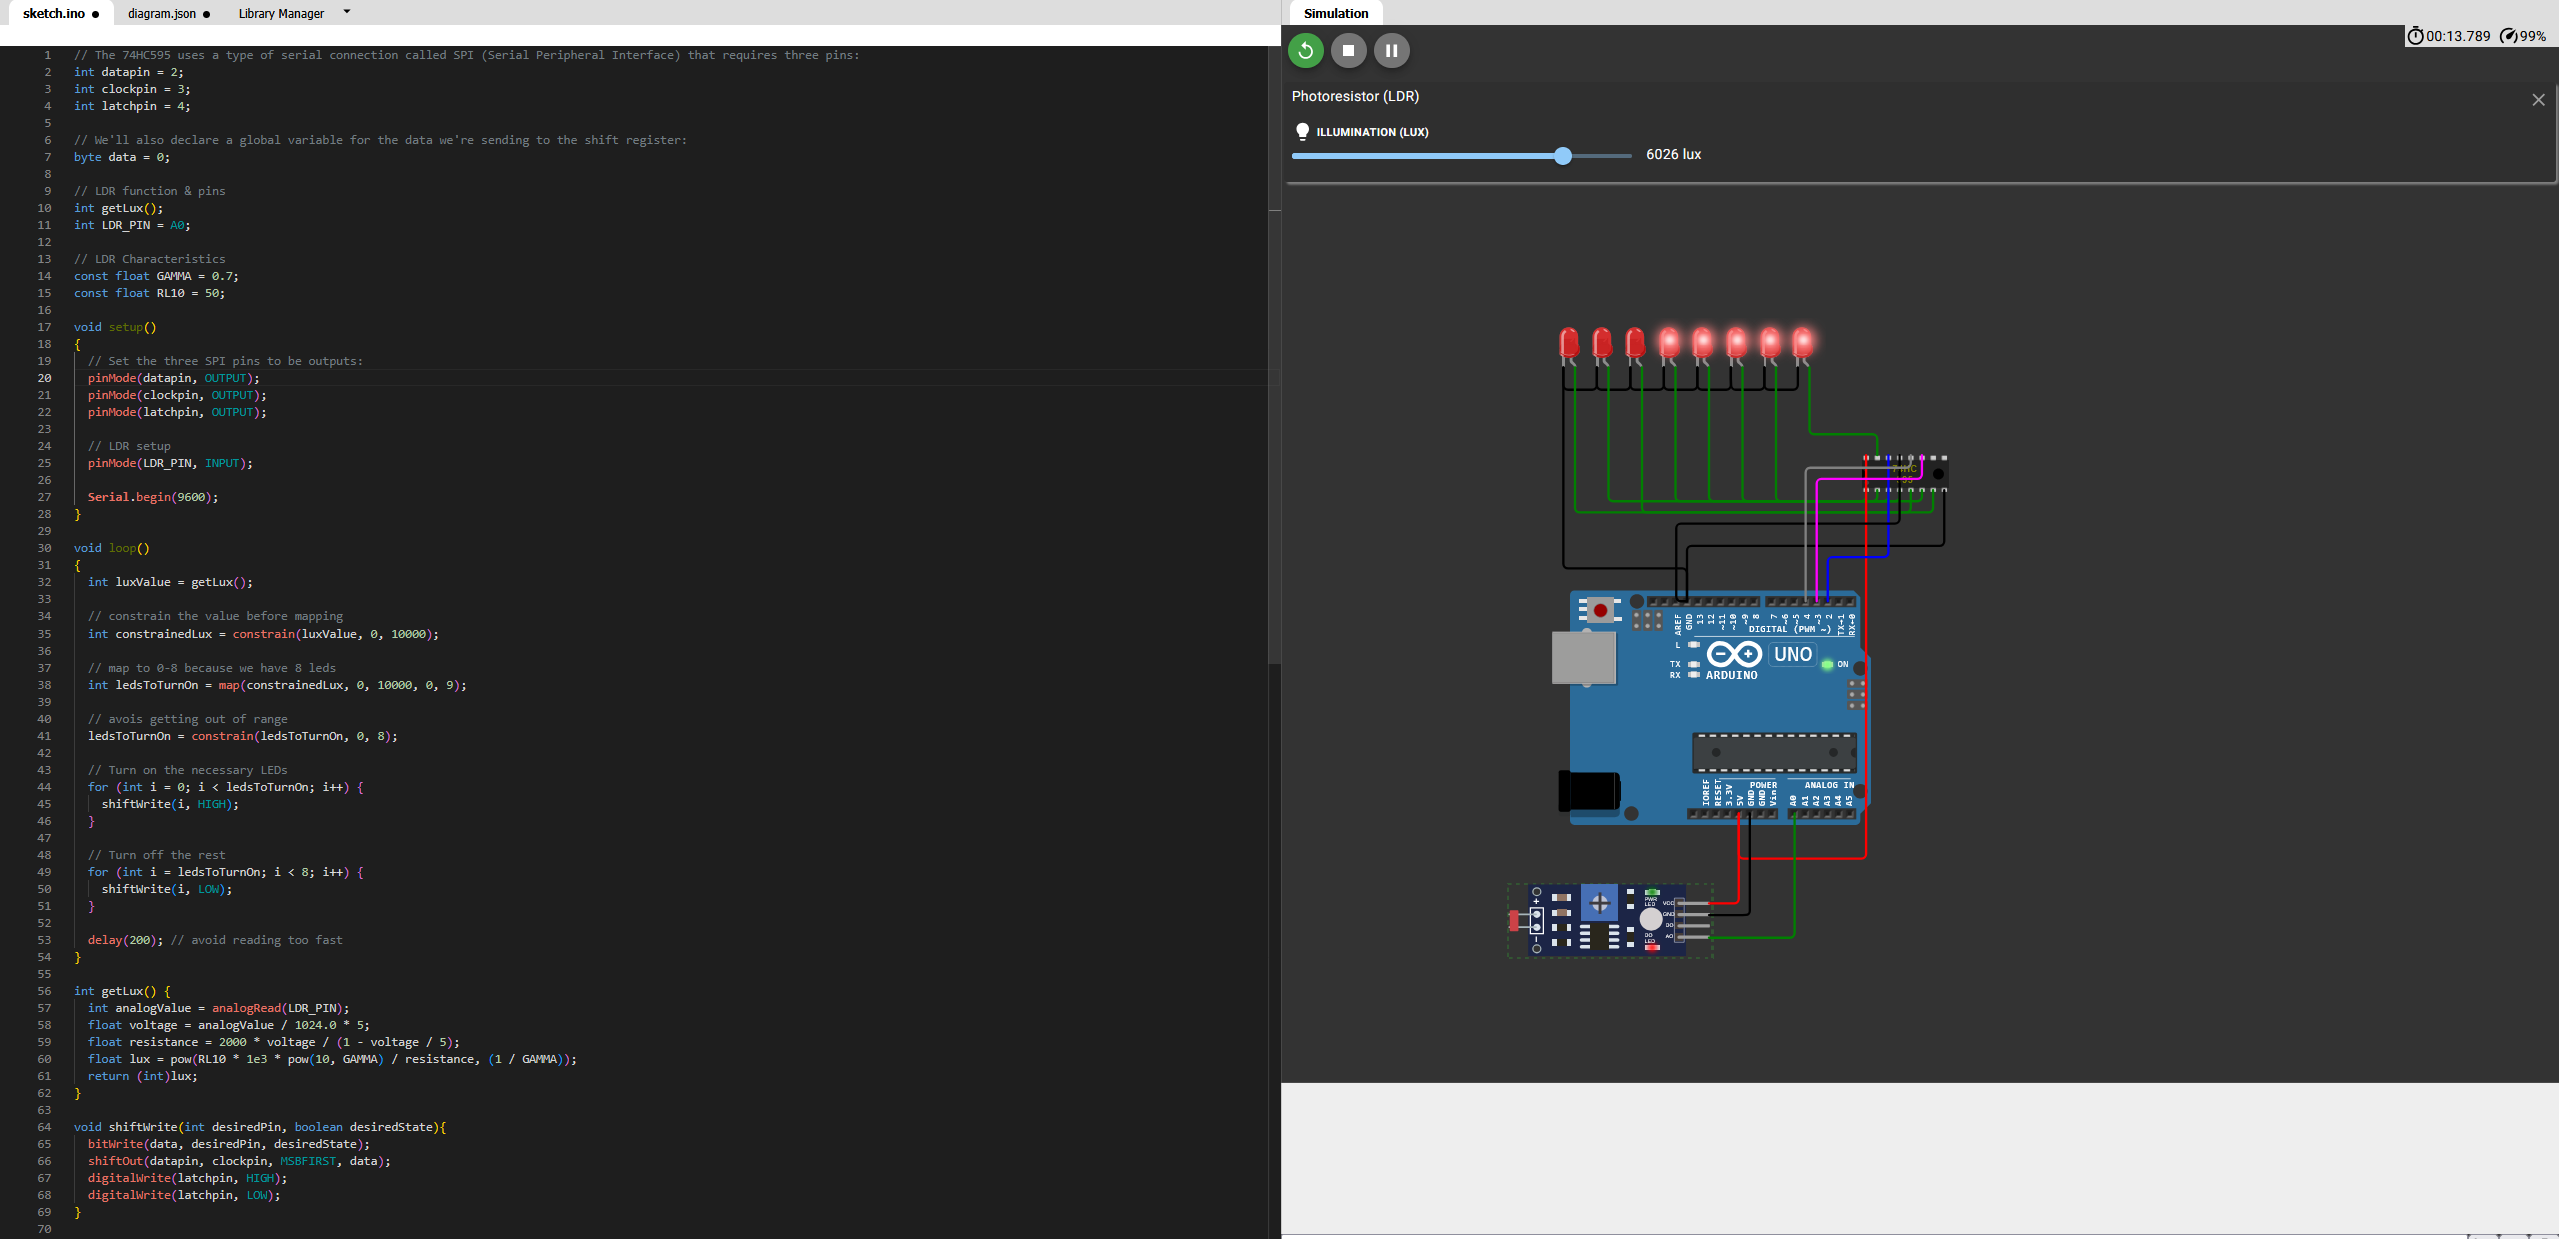 sketch.ino ●
diagram.json ●
Library Manager
1 // The 74HC595 uses a type of serial connection called SPI (Serial Peripheral Interface) that requires three pins:
2 int datapin = 2;
3 int clockpin = 3;
4 int latchpin = 4;
5
6 // We'll also declare a global variable for the data we're sending to the shift register:
7 byte data = 0;
8
9 // LDR function & pins
10 int getLux();
11 int LDR_PIN = A0;
12
13 // LDR Characteristics
14 const float GAMMA = 0.7;
15 const float RL10 = 50;
16
17 void setup()
18 {
19 // Set the three SPI pins to be outputs:
20 pinMode(datapin, OUTPUT);
21 pinMode(clockpin, OUTPUT);
22 pinMode(latchpin, OUTPUT);
23
24 // LDR setup
25 pinMode(LDR_PIN, INPUT);
26
27 Serial.begin(9600);
28 }
29
30 void loop()
31 {
32 int luxValue = getLux();
33
34 // constrain the value before mapping
35 int constrainedLux = constrain(luxValue, 0, 10000);
36
37 // map to 0-8 because we have 8 leds
38 int ledsToTurnOn = map(constrainedLux, 0, 10000, 0, 9);
39
40 // avois getting out of range
41 ledsToTurnOn = constrain(ledsToTurnOn, 0, 8);
42
43 // Turn on the necessary LEDs
44 for (int i = 0; i < ledsToTurnOn; i++) {
45 shiftWrite(i, HIGH);
46 }
47
48 // Turn off the rest
49 for (int i = ledsToTurnOn; i < 8; i++) {
50 shiftWrite(i, LOW);
51 }
52
53 delay(200); // avoid reading too fast
54 }
55
56 int getLux() {
57 int analogValue = analogRead(LDR_PIN);
58 float voltage = analogValue / 1024.0 * 5;
59 float resistance = 2000 * voltage / (1 - voltage / 5);
60 float lux = pow(RL10 * 1e3 * pow(10, GAMMA) / resistance, (1 / GAMMA));
61 return (int)lux;
62 }
63
64 void shiftWrite(int desiredPin, boolean desiredState){
65 bitWrite(data, desiredPin, desiredState);
66 shiftOut(datapin, clockpin, MSBFIRST, data);
67 digitalWrite(latchpin, HIGH);
68 digitalWrite(latchpin, LOW);
69 }
70
Simulation
00:13.789 99%
Photoresistor (LDR)
ILLUMINATION (LUX)
6026 lux
74HC
AREF GND 13 12 ~11 ~10 ~9 8 7 ~6 ~5 4 ~3 2 TX→1 RX←0
DIGITAL (PWM ~)
L
TX
RX
UNO
ON
ARDUINO
POWER
ANALOG IN
IOREF RESET 3.3V 5V GND GND Vin A0 A1 A2 A3 A4 A5
PWR
LED
VCC
GND
DO
AO
DO
LED